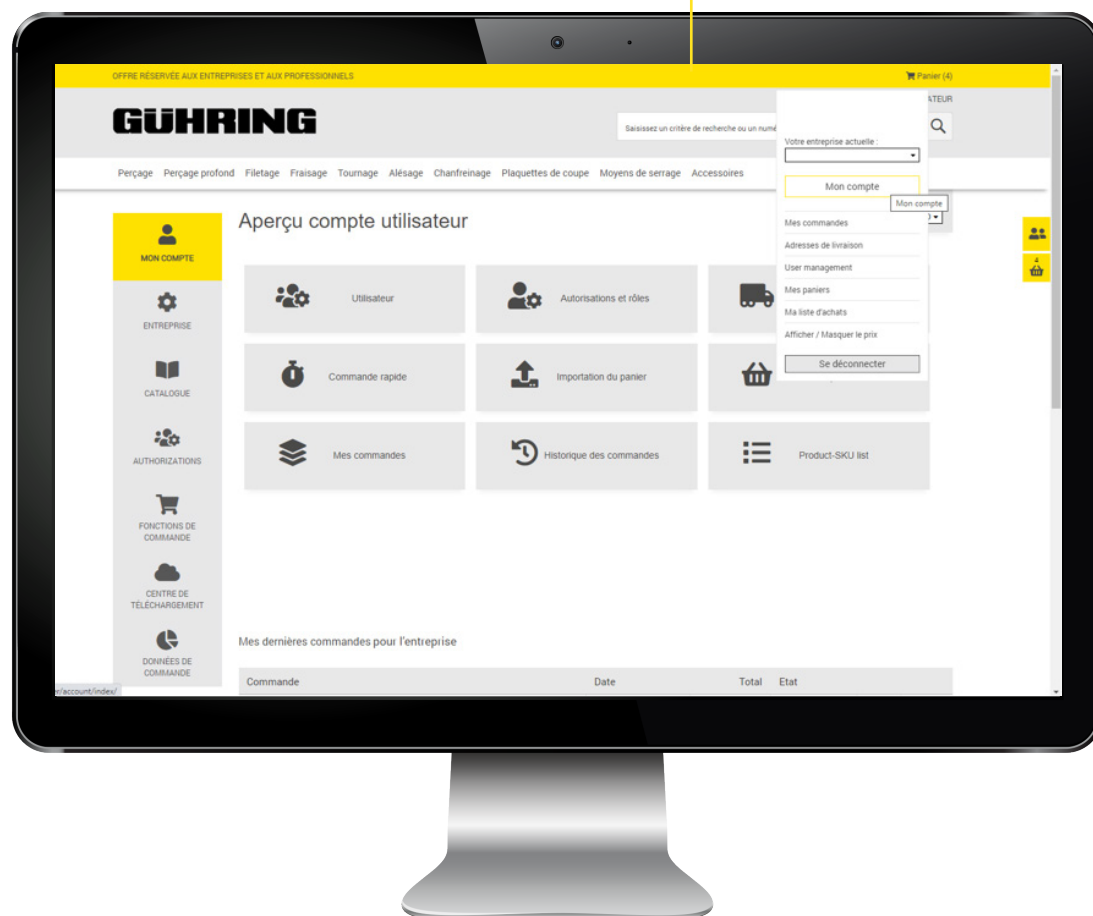 OFFRE RÉSERVÉE AUX ENTREPRISES ET AUX PROFESSIONNELS
Panier (4)
GÜHRING
Saisissez un critère de recherche ou un numé
ATEUR
Votre entreprise actuelle :
Perçage Perçage profond Filetage Fraisage Tournage Alésage Chanfreinage Plaquettes de coupe Moyens de serrage Accessoires
Mon compte
Mon compte
Mes commandes
Adresses de livraison
User management
Mes paniers
Ma liste d'achats
Afficher / Masquer le prix
Se déconnecter
4
MON COMPTE
ENTREPRISE
CATALOGUE
AUTHORIZATIONS
FONCTIONS DE
COMMANDE
CENTRE DE
TÉLÉCHARGEMENT
DONNÉES DE
COMMANDE
Aperçu compte utilisateur
Utilisateur
Autorisations et rôles
Commande rapide
Importation du panier
Mes commandes
Historique des commandes
Product-SKU list
Mes dernières commandes pour l'entreprise
Commande Date Total Etat
er/account/index/